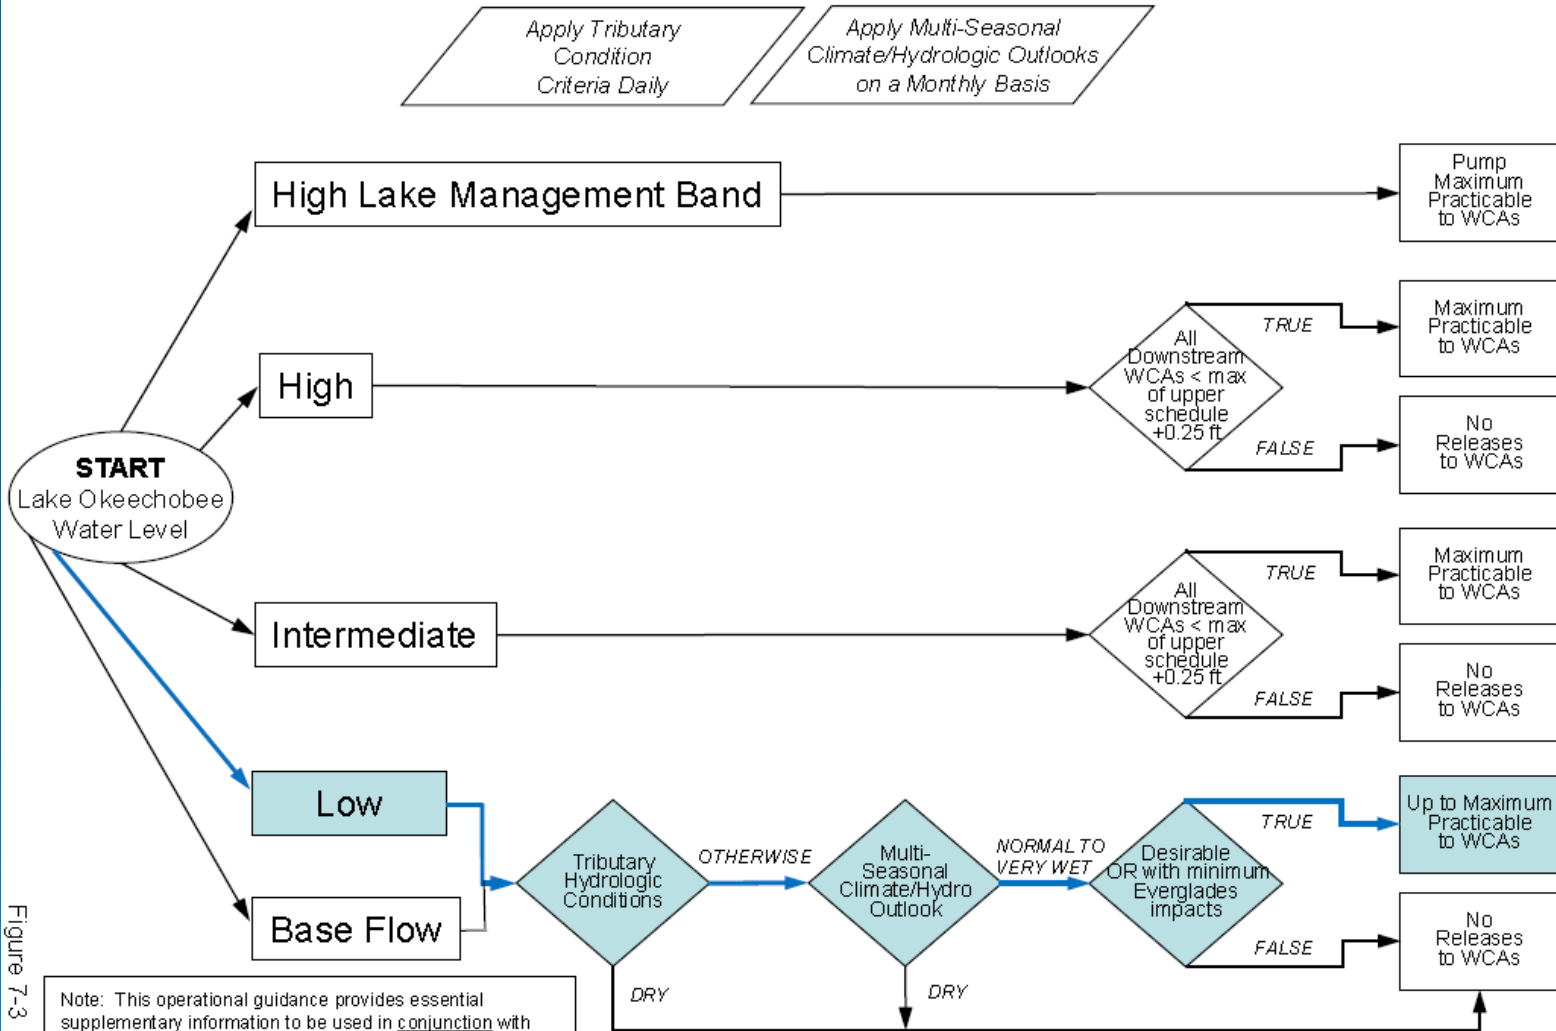 Apply Tributary
Condition
Criteria Daily
Apply Multi-Seasonal
Climate/Hydrologic Outlooks
on a Monthly Basis
High Lake Management Band
Pump
Maximum
Practicable
to WCAs
High
All
Downstream
WCAs < max
of upper
schedule
+0.25 ft
TRUE
Maximum
Practicable
to WCAs
FALSE
No
Releases
to WCAs
START
Lake Okeechobee
Water Level
Intermediate
All
Downstream
WCAs < max
of upper
schedule
+0.25 ft
TRUE
Maximum
Practicable
to WCAs
FALSE
No
Releases
to WCAs
Low
Base Flow
Tributary
Hydrologic
Conditions
OTHERWISE
DRY
Multi-
Seasonal
Climate/Hydro
Outlook
NORMAL TO
VERY WET
DRY
Desirable
OR with minimum
Everglades
impacts
TRUE
Up to Maximum
Practicable
to WCAs
FALSE
No
Releases
to WCAs
Figure 7-3
Note: This operational guidance provides essential
supplementary information to be used in conjunction with